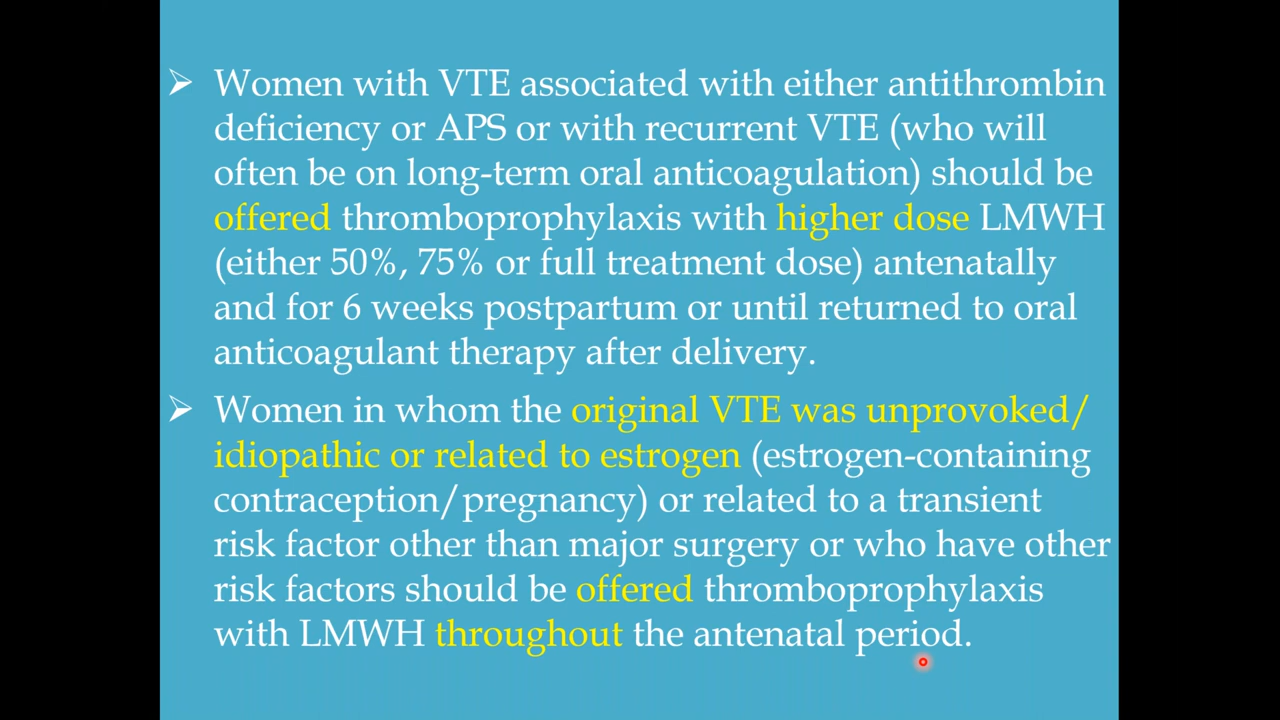 ➢ Women with VTE associated with either antithrombin
deficiency or APS or with recurrent VTE (who will
often be on long-term oral anticoagulation) should be
offered thromboprophylaxis with higher dose LMWH
(either 50%, 75% or full treatment dose) antenatally
and for 6 weeks postpartum or until returned to oral
anticoagulant therapy after delivery.
➢ Women in whom the original VTE was unprovoked/
idiopathic or related to estrogen (estrogen-containing
contraception/pregnancy) or related to a transient
risk factor other than major surgery or who have other
risk factors should be offered thromboprophylaxis
with LMWH throughout the antenatal period.